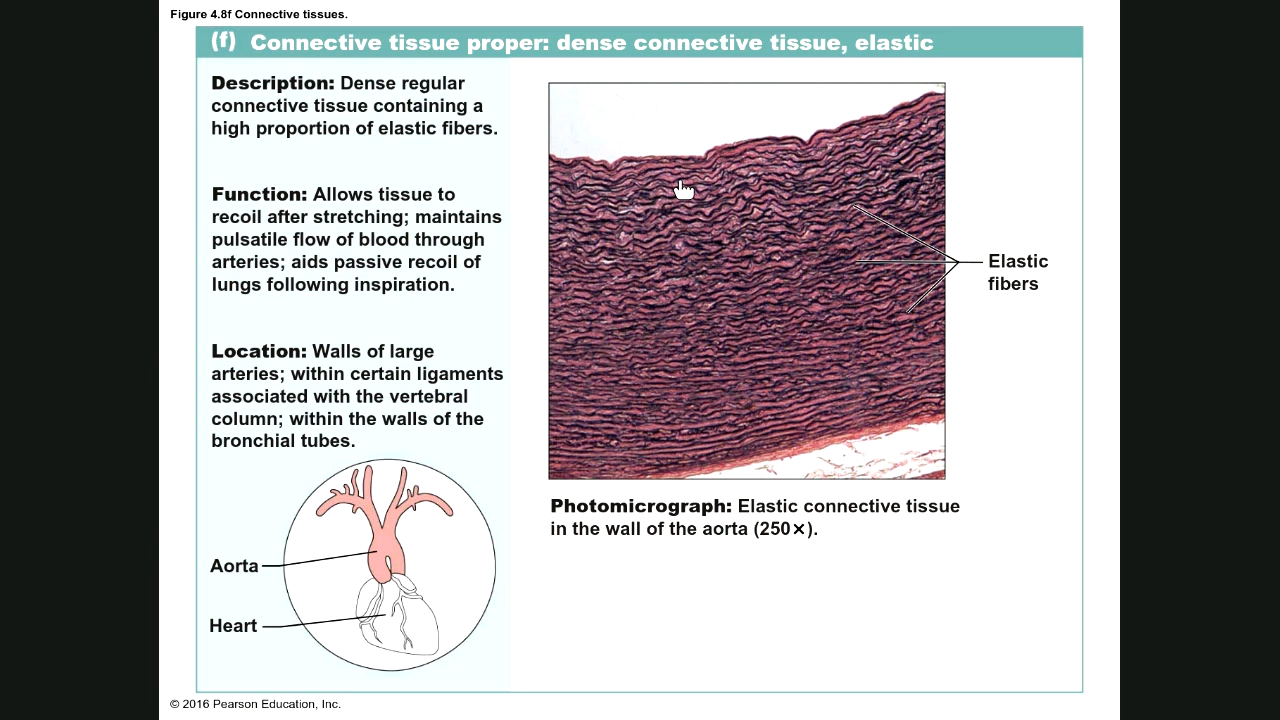 Figure 4.8f Connective tissues.
(f) Connective tissue proper: dense connective tissue, elastic
Description: Dense regular
connective tissue containing a
high proportion of elastic fibers.
Function: Allows tissue to
recoil after stretching; maintains
pulsatile flow of blood through
arteries; aids passive recoil of
lungs following inspiration.
Location: Walls of large
arteries; within certain ligaments
associated with the vertebral
column; within the walls of the
bronchial tubes.
Aorta
Heart
Elastic
fibers
Photomicrograph: Elastic connective tissue
in the wall of the aorta (250×).
© 2016 Pearson Education, Inc.